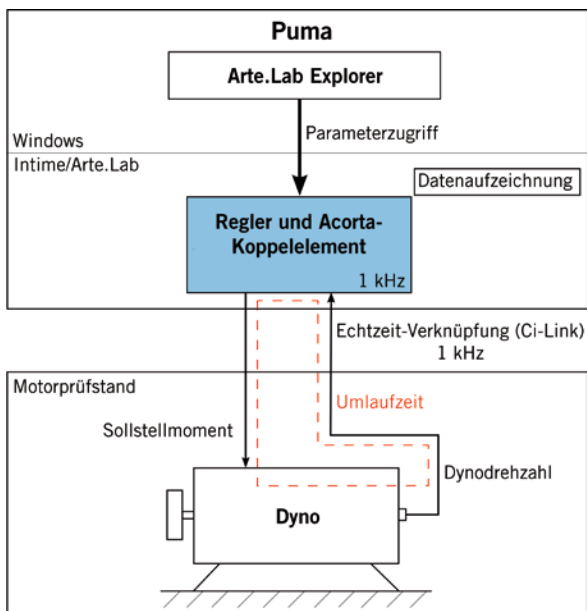 Puma
Arte.Lab Explorer
Parameterzugriff
Windows
Intime/Arte.Lab
Datenaufzeichnung
Regler und Acorta-
Koppelelement
1 kHz
Echtzeit-Verknüpfung (Ci-Link)
1 kHz
Motorprüfstand
Umlaufzeit
Sollstellmoment
Dynodrehzahl
Dyno